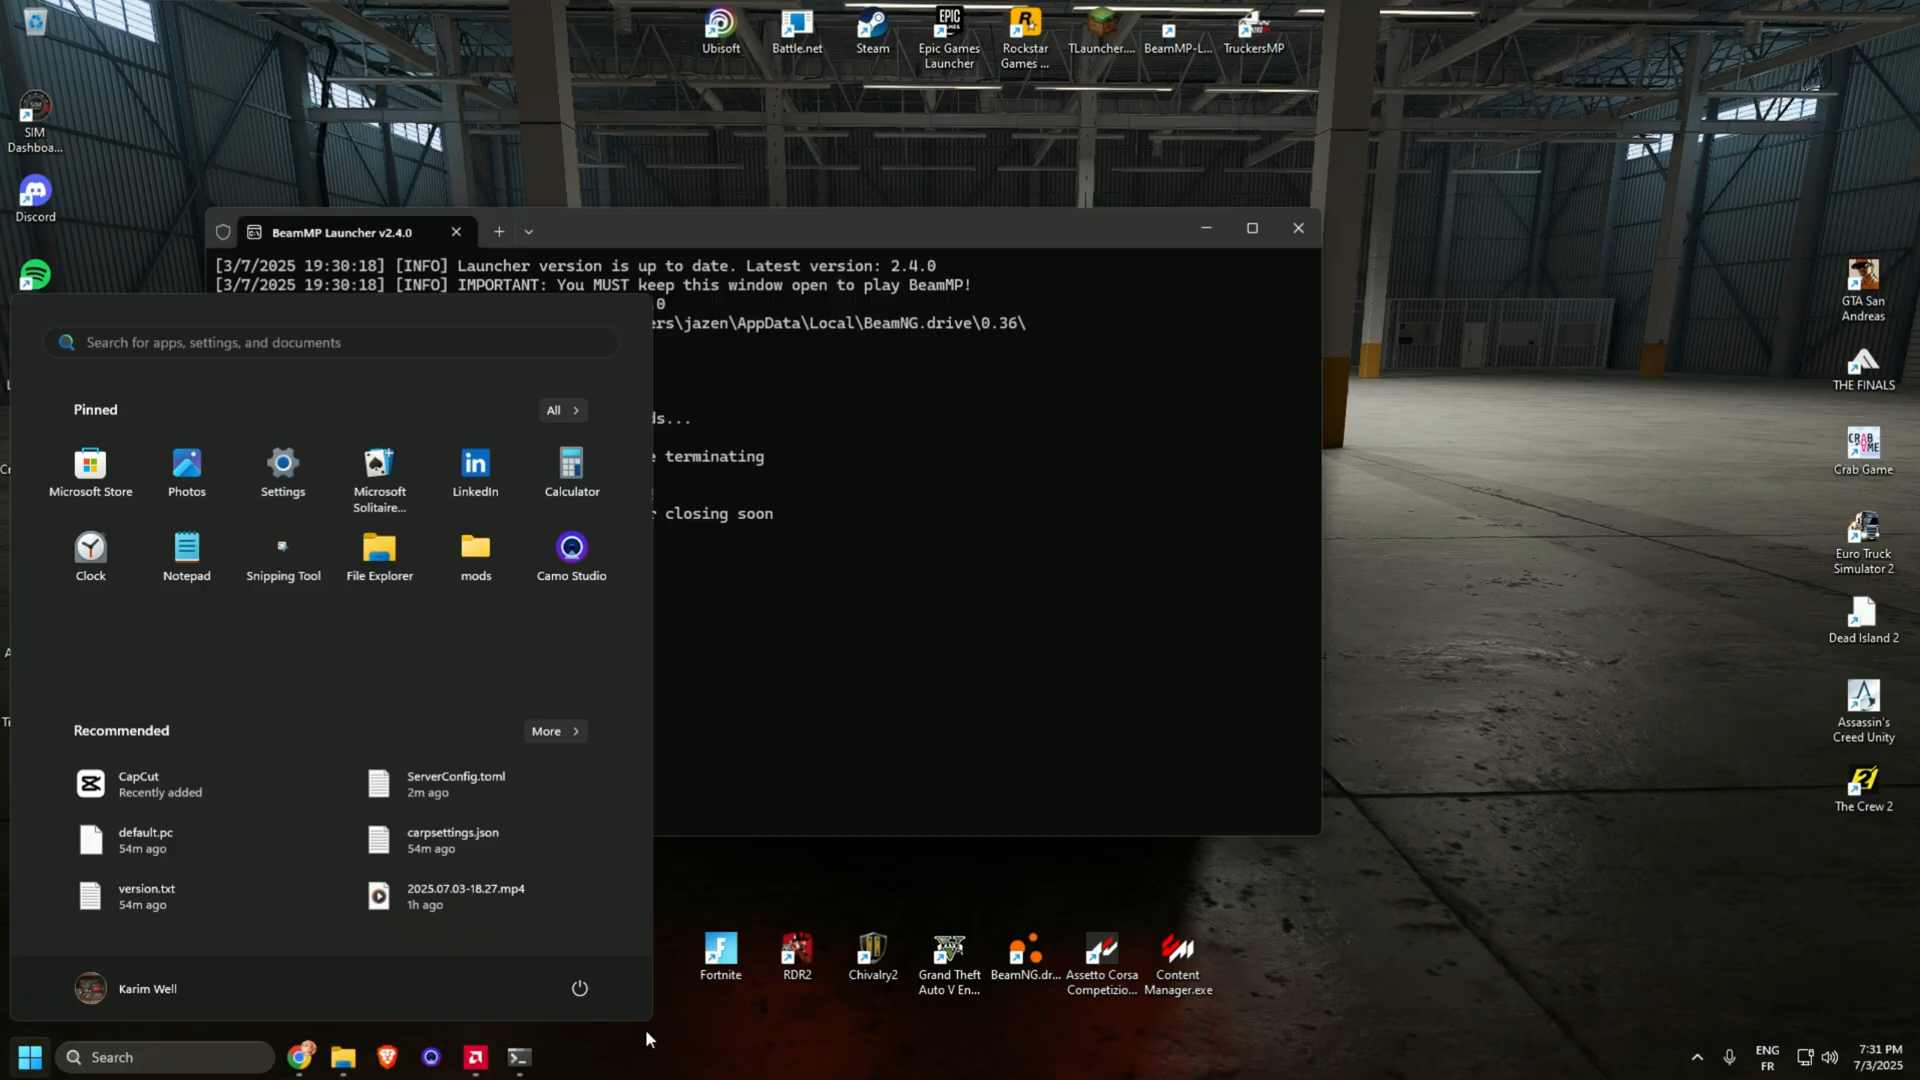 Ubisoft
Battle.net
Steam
Epic Games
Launcher
Rockstar
Games ...
TLauncher....
BeamMP-L...
TruckersMP
SIM
Dashboa...
Discord
BeamMP Launcher v2.4.0
[3/7/2025 19:30:18] [INFO] Launcher version is up to date. Latest version: 2.4.0
[3/7/2025 19:30:18] [INFO] IMPORTANT: You MUST keep this window open to play BeamMP!
.0
ers\jazen\AppData\Local\BeamNG.drive\0.36\
ds...
e terminating
!
r closing soon
Search for apps, settings, and documents
Pinned
All
Microsoft Store
Photos
Settings
Microsoft
Solitaire...
LinkedIn
Calculator
Clock
Notepad
Snipping Tool
File Explorer
mods
Camo Studio
Recommended
More
CapCut
Recently added
ServerConfig.toml
2m ago
default.pc
54m ago
carpsettings.json
54m ago
version.txt
54m ago
2025.07.03-18.27.mp4
1h ago
Karim Well
GTA San
Andreas
THE FINALS
CRAB
GAME
Crab Game
Euro Truck
Simulator 2
Dead Island 2
Assassin's
Creed Unity
The Crew 2
Fortnite
RDR2
Chivalry2
Grand Theft
Auto V En...
BeamNG.dr...
Assetto Corsa
Competizio...
Content
Manager.exe
Search
ENG
FR
7:31 PM
7/3/2025